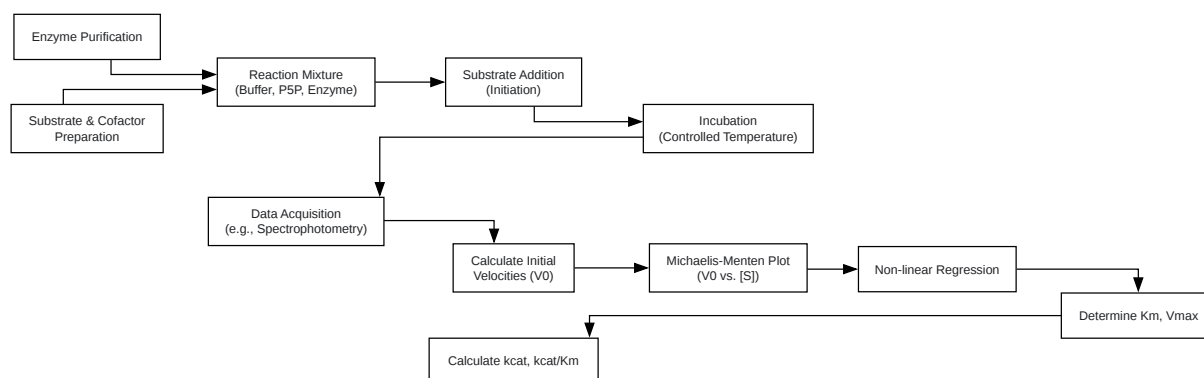 Enzyme Purification
Substrate & Cofactor
Preparation
Reaction Mixture
(Buffer, P5P, Enzyme)
Substrate Addition
(Initiation)
Incubation
(Controlled Temperature)
Data Acquisition
(e.g., Spectrophotometry)
Calculate Initial
Velocities (V0)
Michaelis-Menten Plot
(V0 vs. [S])
Non-linear Regression
Determine Km, Vmax
Calculate kcat, kcat/Km